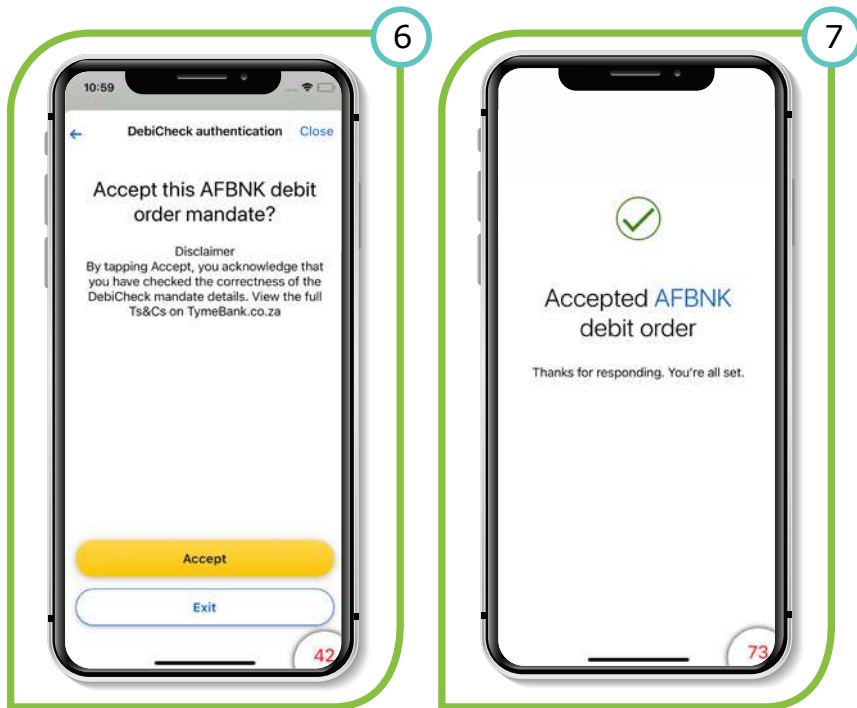 6
10:59
DebiCheck authentication
Close
Accept this AFBNK debit
order mandate?
Disclaimer
By tapping Accept, you acknowledge that
you have checked the correctness of the
DebiCheck mandate details. View the full
Ts&Cs on TymeBank.co.za
Accept
Exit
42
7
Accepted AFBNK
debit order
Thanks for responding. You're all set.
73